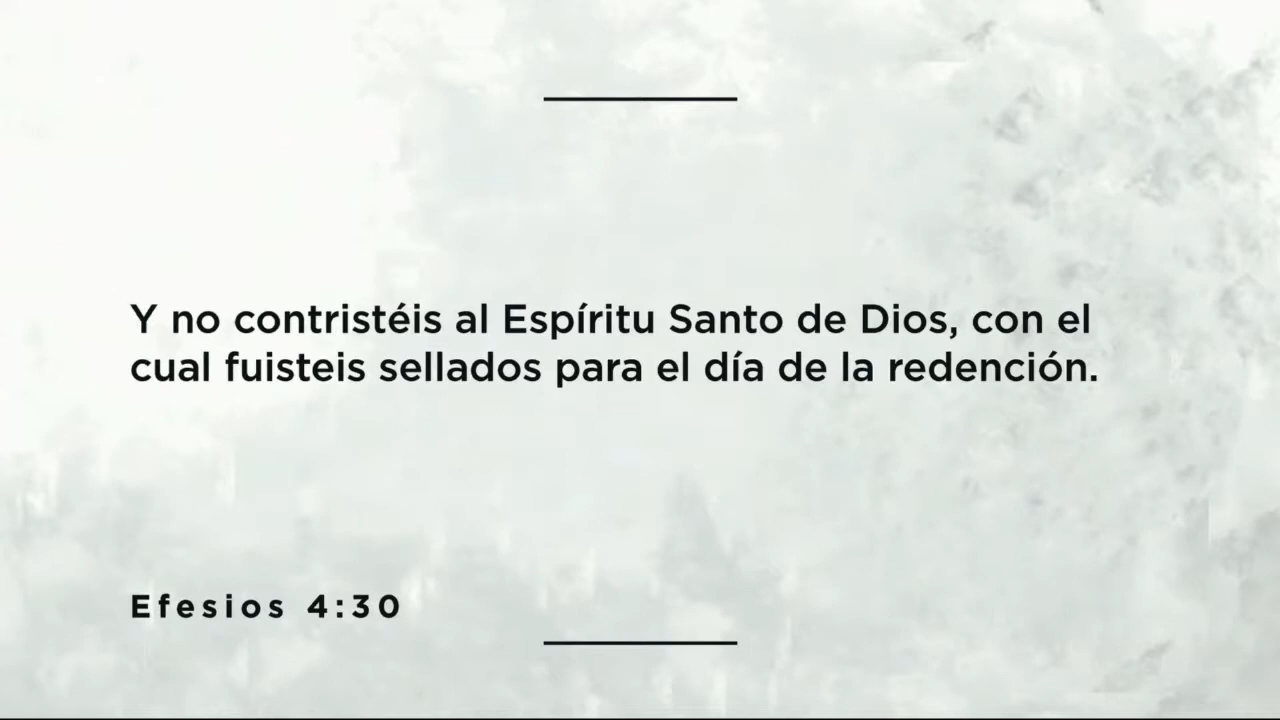 Y no contristéis al Espíritu Santo de Dios, con el
cual fuisteis sellados para el día de la redención.
Efesios 4:30